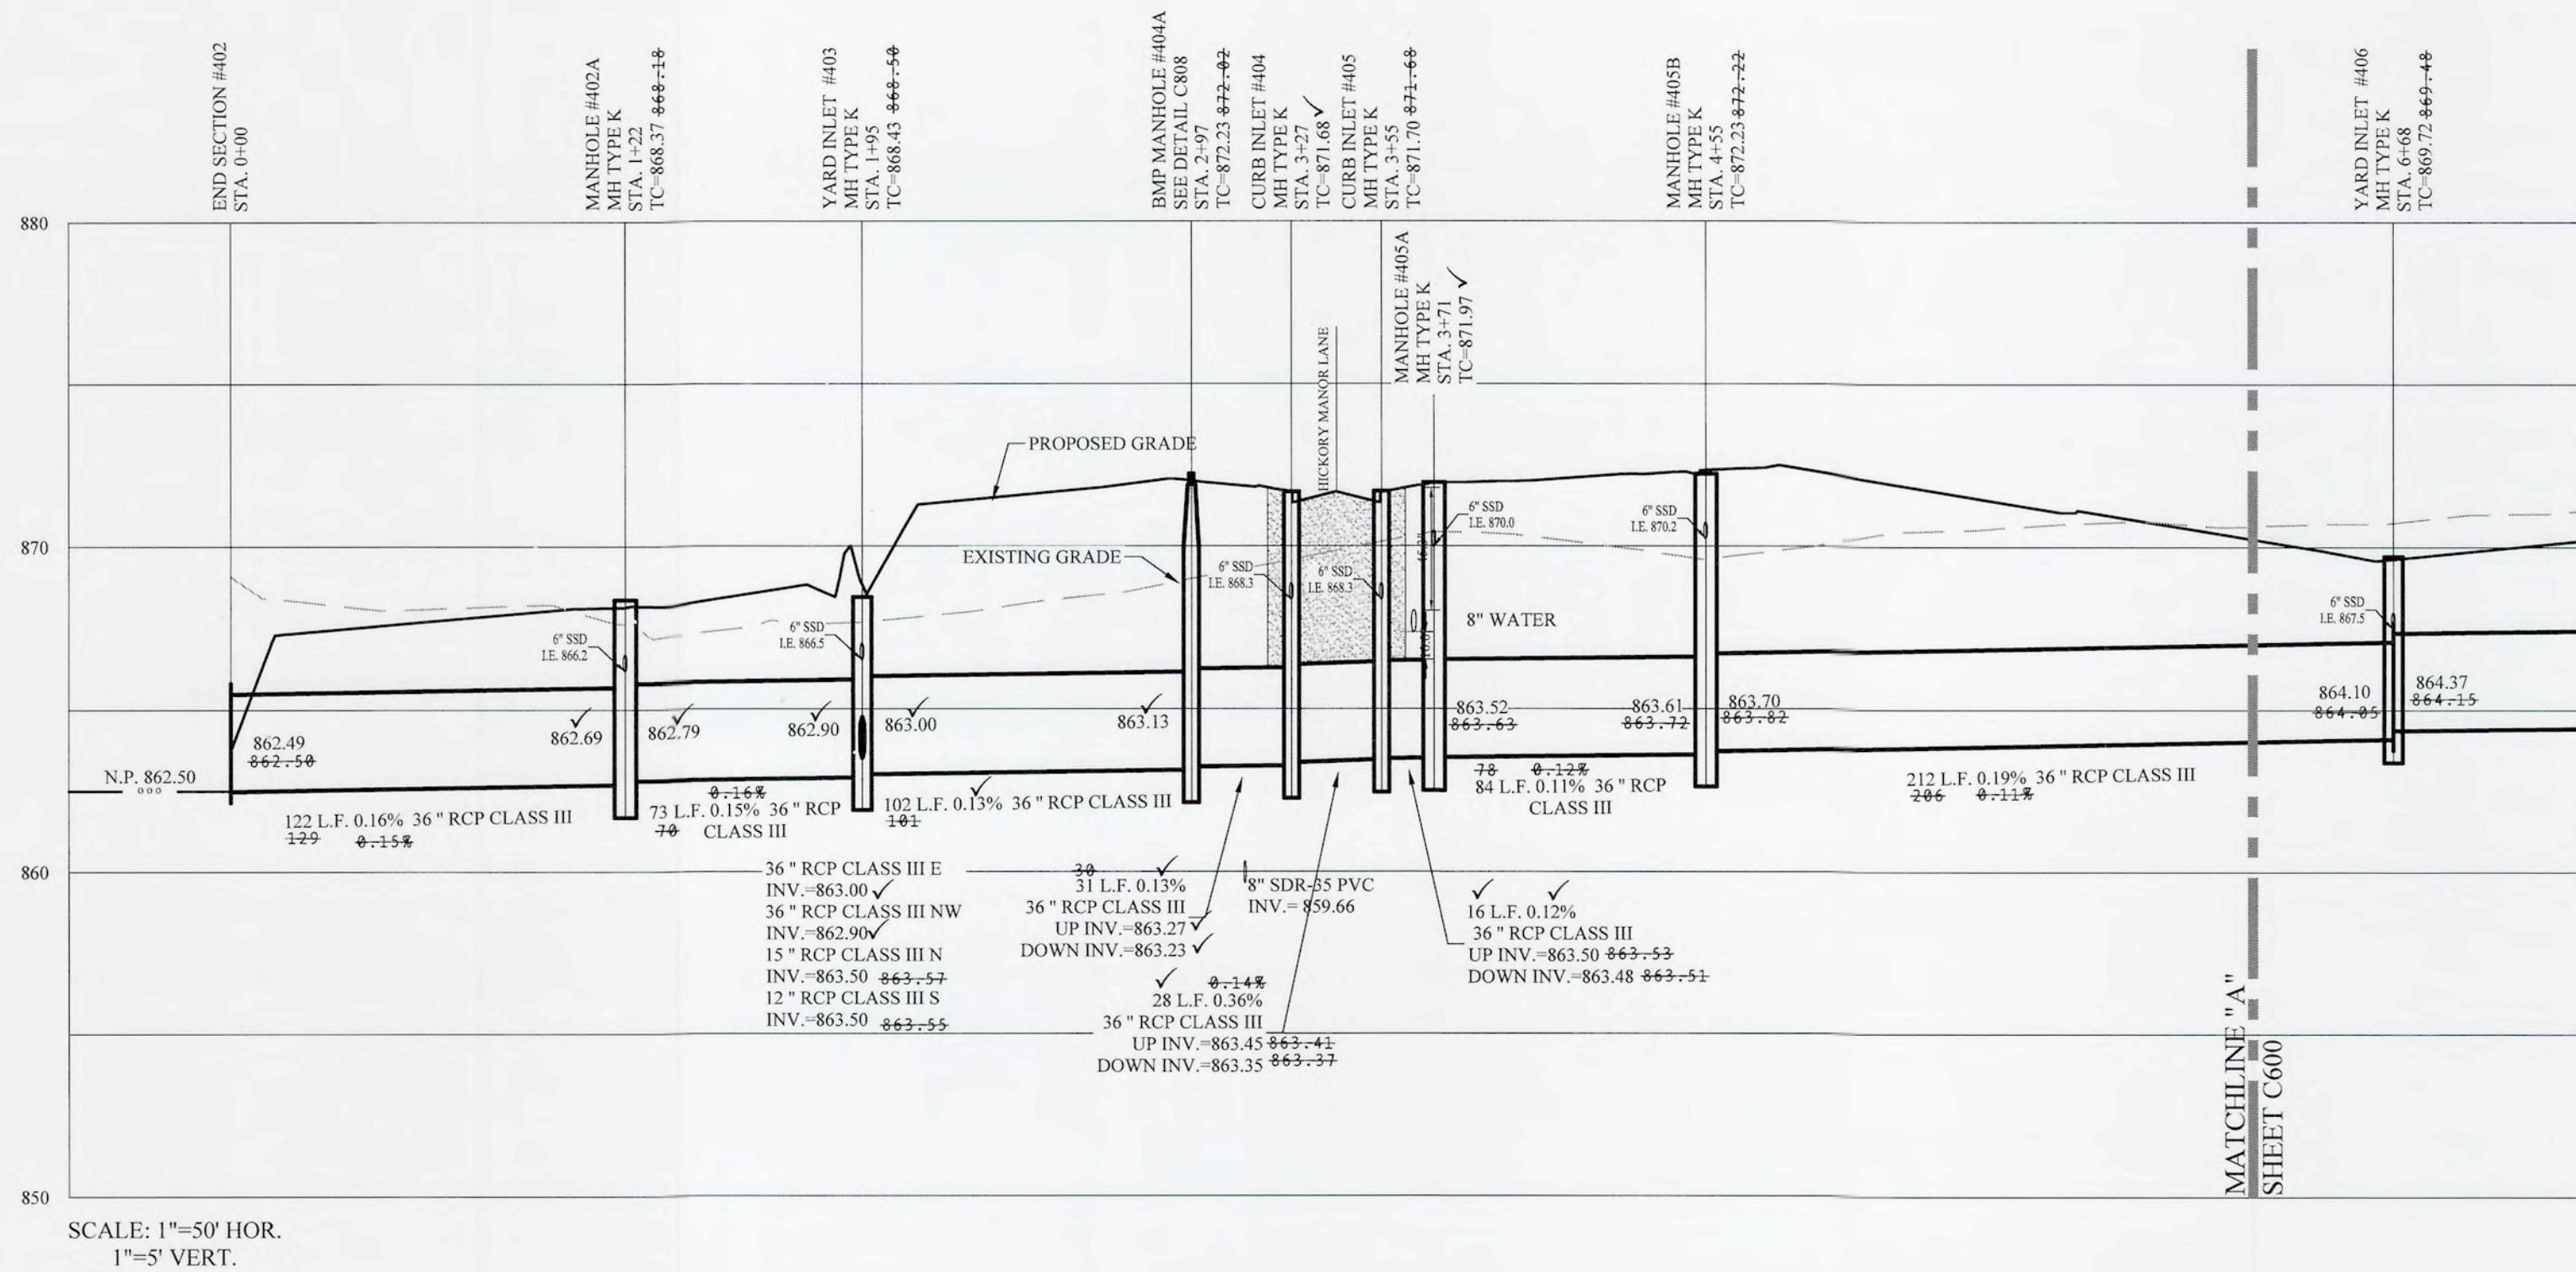 END SECTION #402
STA. 0+00
MANHOLE #402A
MH TYPE K
STA. 1+22
TC=868.37 868.18
YARD INLET #403
MH TYPE K
STA. 1+95
TC=868.43 868.50
BMP MANHOLE #404A
SEE DETAIL C808
STA. 2+97
TC=872.23 872.02
CURB INLET #404
MH TYPE K
STA. 3+27
TC=871.68 ✓
CURB INLET #405
MH TYPE K
STA. 3+55
TC=871.70 871.68
MANHOLE #405B
MH TYPE K
STA. 4+55
TC=872.23 872.22
YARD INLET #406
MH TYPE K
STA. 6+68
TC=869.72 869.48
880
MANHOLE #405A
MH TYPE K
STA. 3+71
TC=871.97 ✓
HICKORY MANOR LANE
PROPOSED GRADE
870
EXISTING GRADE
6" SSD
I.E. 866.2
6" SSD
I.E. 866.5
6" SSD
I.E. 868.3
6" SSD
I.E. 868.3
6" SSD
I.E. 870.0
6" SSD
I.E. 870.2
6" SSD
I.E. 867.5
8" WATER
862.49
862.50
N.P. 862.50
✓
862.69
✓
862.79
✓
862.90
✓
863.00
✓
863.13
863.52
863.63
863.61
863.72
863.70
863.82
864.10
864.05
864.37
864.15
122 L.F. 0.16% 36 " RCP CLASS III
129 0.15%
0.16%
73 L.F. 0.15% 36 " RCP
70 CLASS III
✓
102 L.F. 0.13% 36 " RCP CLASS III
101
78 0.12%
84 L.F. 0.11% 36 " RCP
CLASS III
212 L.F. 0.19% 36 " RCP CLASS III
206 0.11%
860
36 " RCP CLASS III E
INV.=863.00 ✓
36 " RCP CLASS III NW
INV.=862.90 ✓
15 " RCP CLASS III N
INV.=863.50 863.57
12 " RCP CLASS III S
INV.=863.50 863.55
30 ✓
31 L.F. 0.13%
36 " RCP CLASS III
UP INV.=863.27 ✓
DOWN INV.=863.23 ✓
8" SDR-35 PVC
INV.= 859.66
✓ 0.14%
28 L.F. 0.36%
36 " RCP CLASS III
UP INV.=863.45 863.41
DOWN INV.=863.35 863.37
✓ ✓
16 L.F. 0.12%
36 " RCP CLASS III
UP INV.=863.50 863.53
DOWN INV.=863.48 863.51
MATCHLINE "A"
SHEET C600
850
SCALE: 1"=50' HOR.
1"=5' VERT.